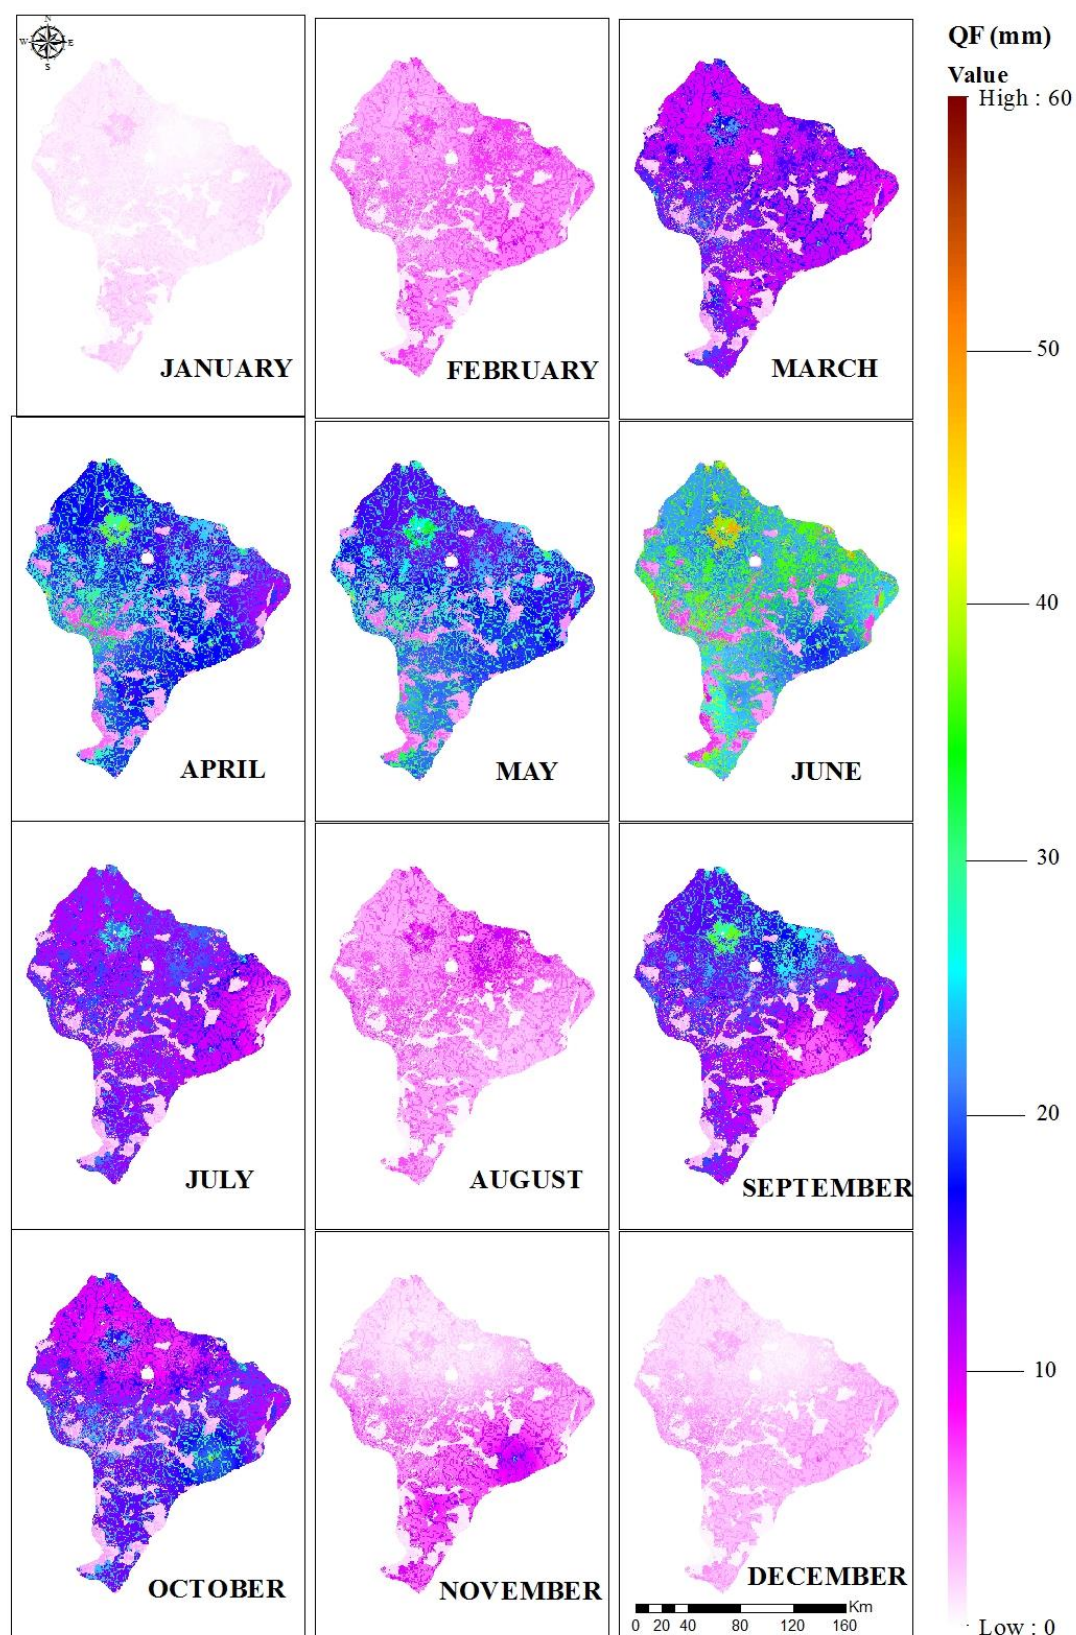 N
W E
S
QF (mm)
Value
High : 60
50
40
30
20
10
Low : 0
JANUARY
FEBRUARY
MARCH
APRIL
MAY
JUNE
JULY
AUGUST
SEPTEMBER
OCTOBER
NOVEMBER
DECEMBER
Km
0 20 40 80 120 160